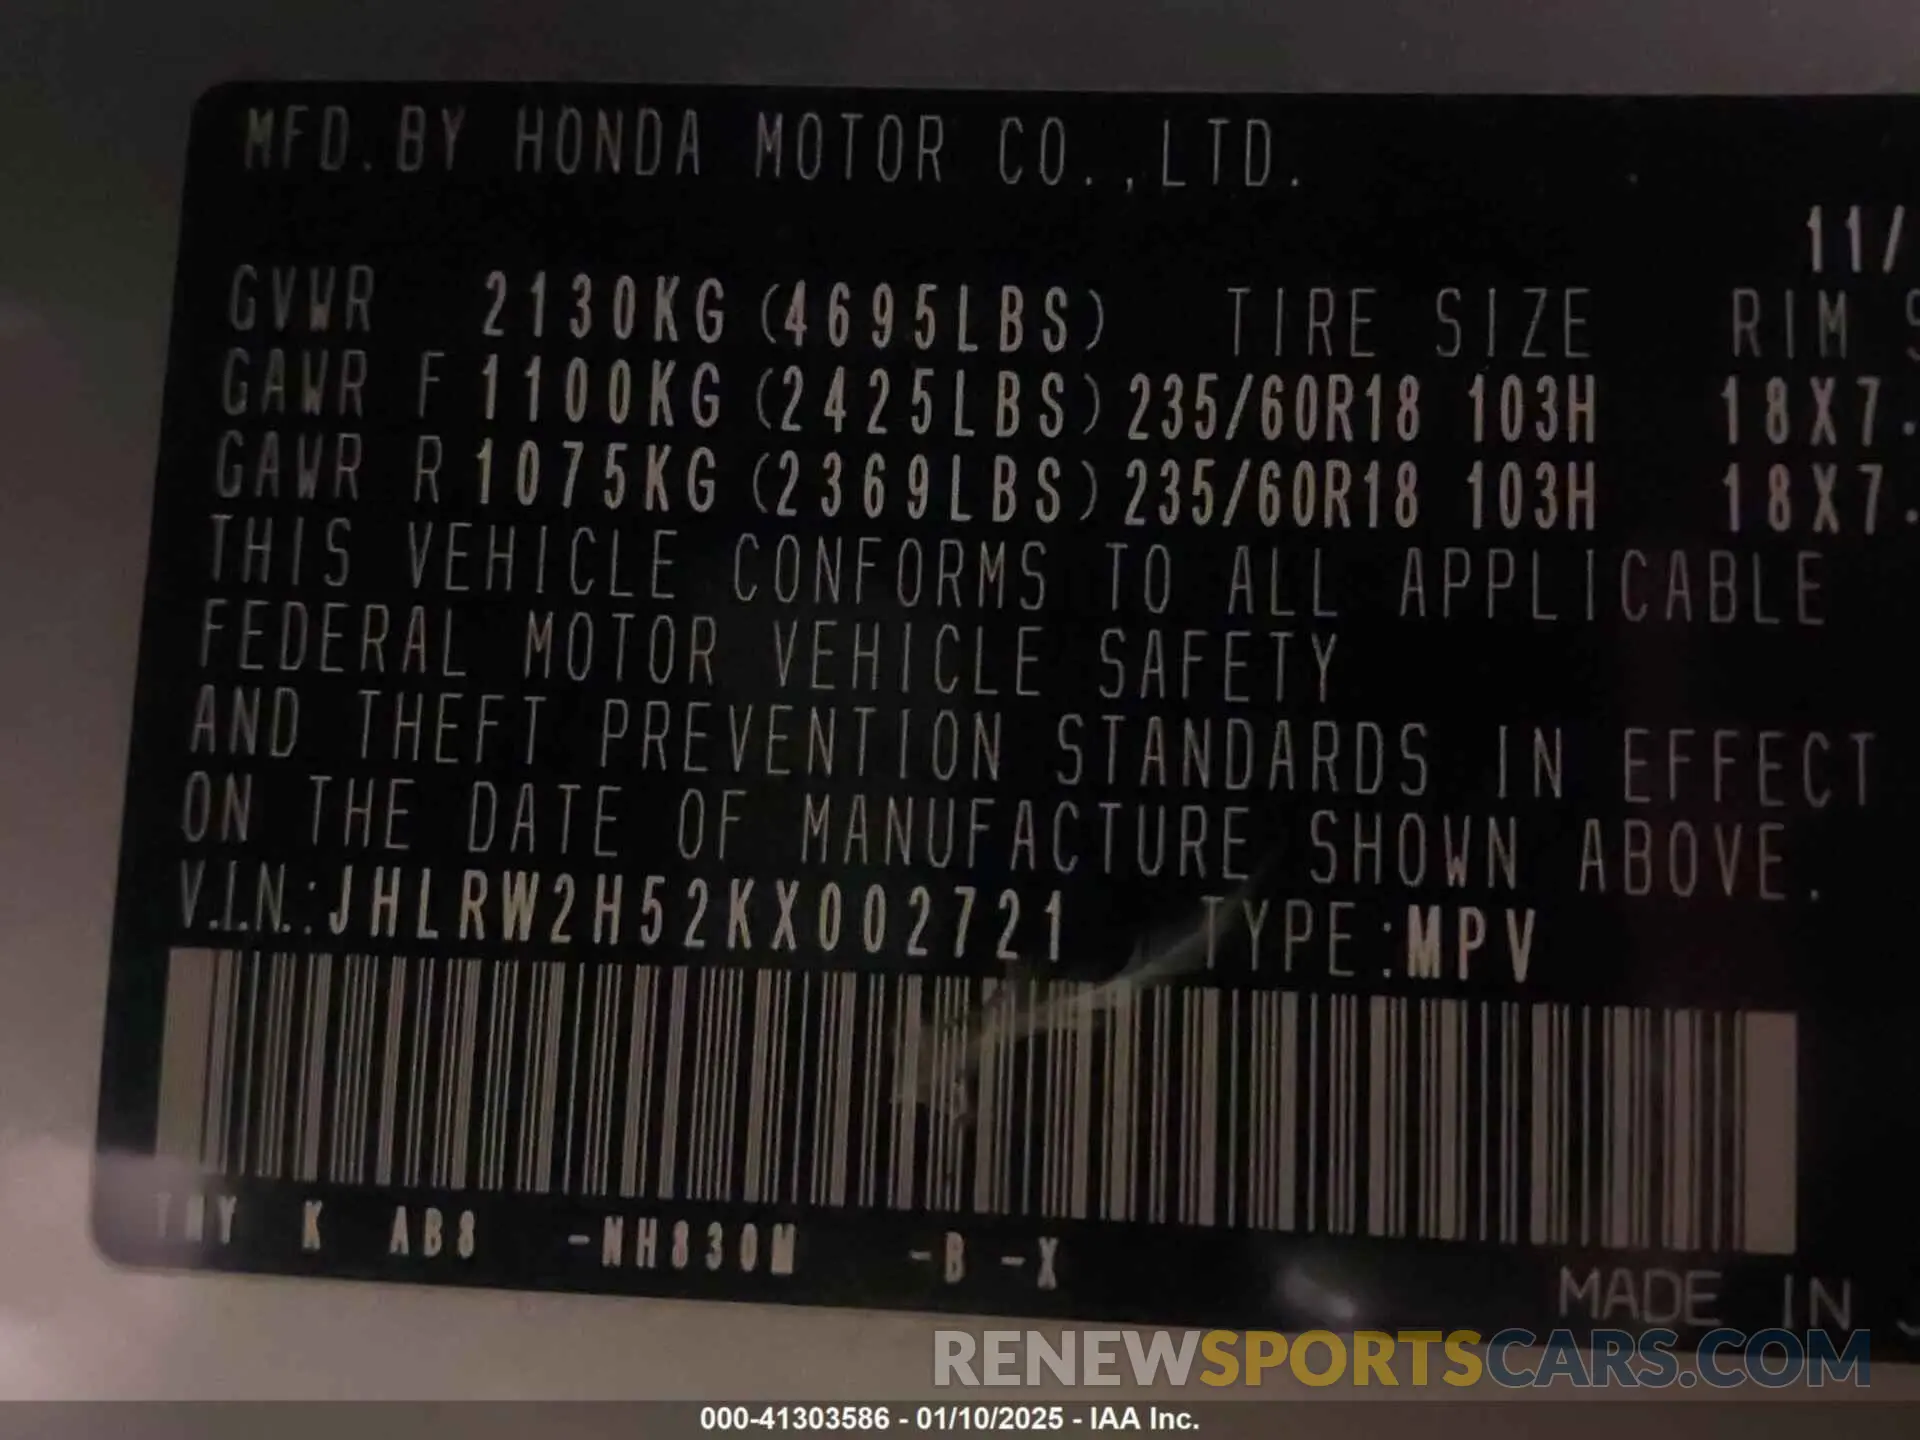 MFD. BY HONDA MOTOR CO., LTD.
11/
GVWR 2130KG (4695LBS) TIRE SIZE RIM S
GAWR F 1100KG (2425LBS) 235/60R18 103H 18X7.
GAWR R 1075KG (2369LBS) 235/60R18 103H 18X7.
THIS VEHICLE CONFORMS TO ALL APPLICABLE
FEDERAL MOTOR VEHICLE SAFETY
AND THEFT PREVENTION STANDARDS IN EFFECT
ON THE DATE OF MANUFACTURE SHOWN ABOVE.
V.I.N.: JHLRW2H52KX002721 TYPE: MPV
K AB8 -NH830M -B -X
MADE IN J
RENEWSPORTSCARS.COM
000-41303586 - 01/10/2025 - IAA Inc.